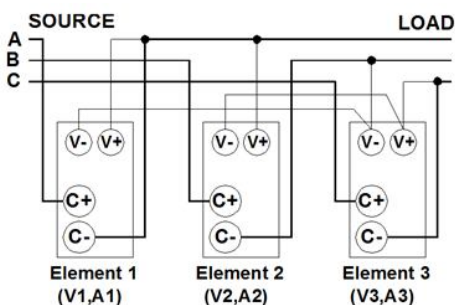 SOURCE LOAD
A
B
C
V- V+ V- V+ V- V+
C+ C+ C+
C- C- C-
Element 1 Element 2 Element 3
(V1,A1) (V2,A2) (V3,A3)